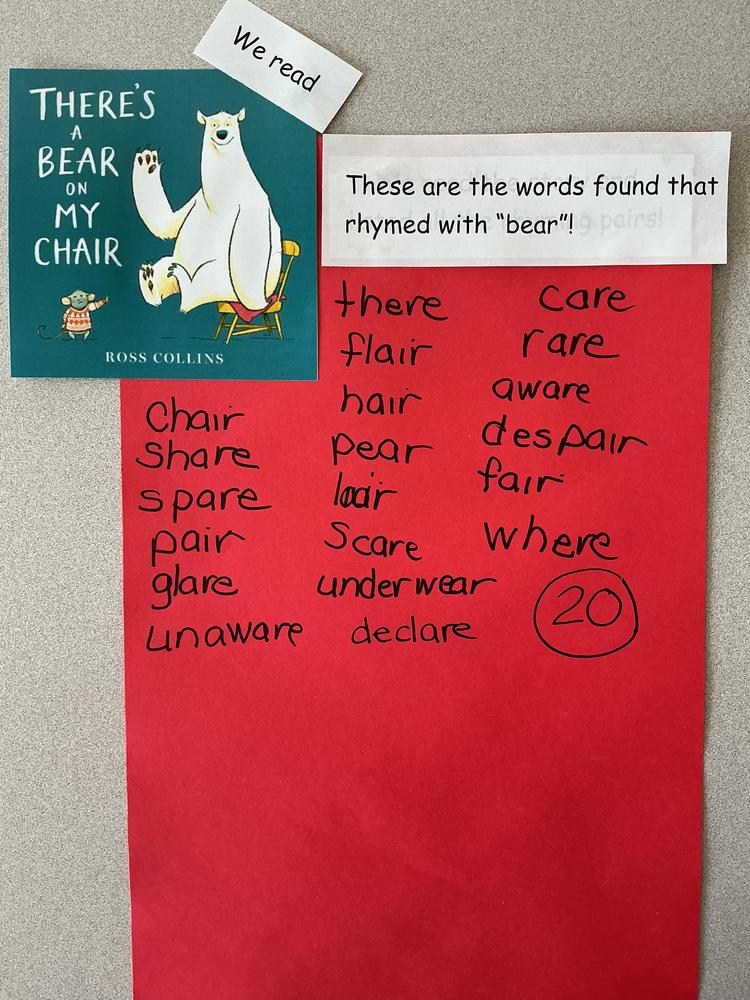 We read
THERE'S
A
BEAR
ON
MY
CHAIR
ROSS COLLINS
These are the words found that
rhymed with "bear"!
chair
share
spare
pair
glare
unaware
there
flair
hair
pear
lair
scare
underwear
declare
care
rare
aware
despair
fair
where
20